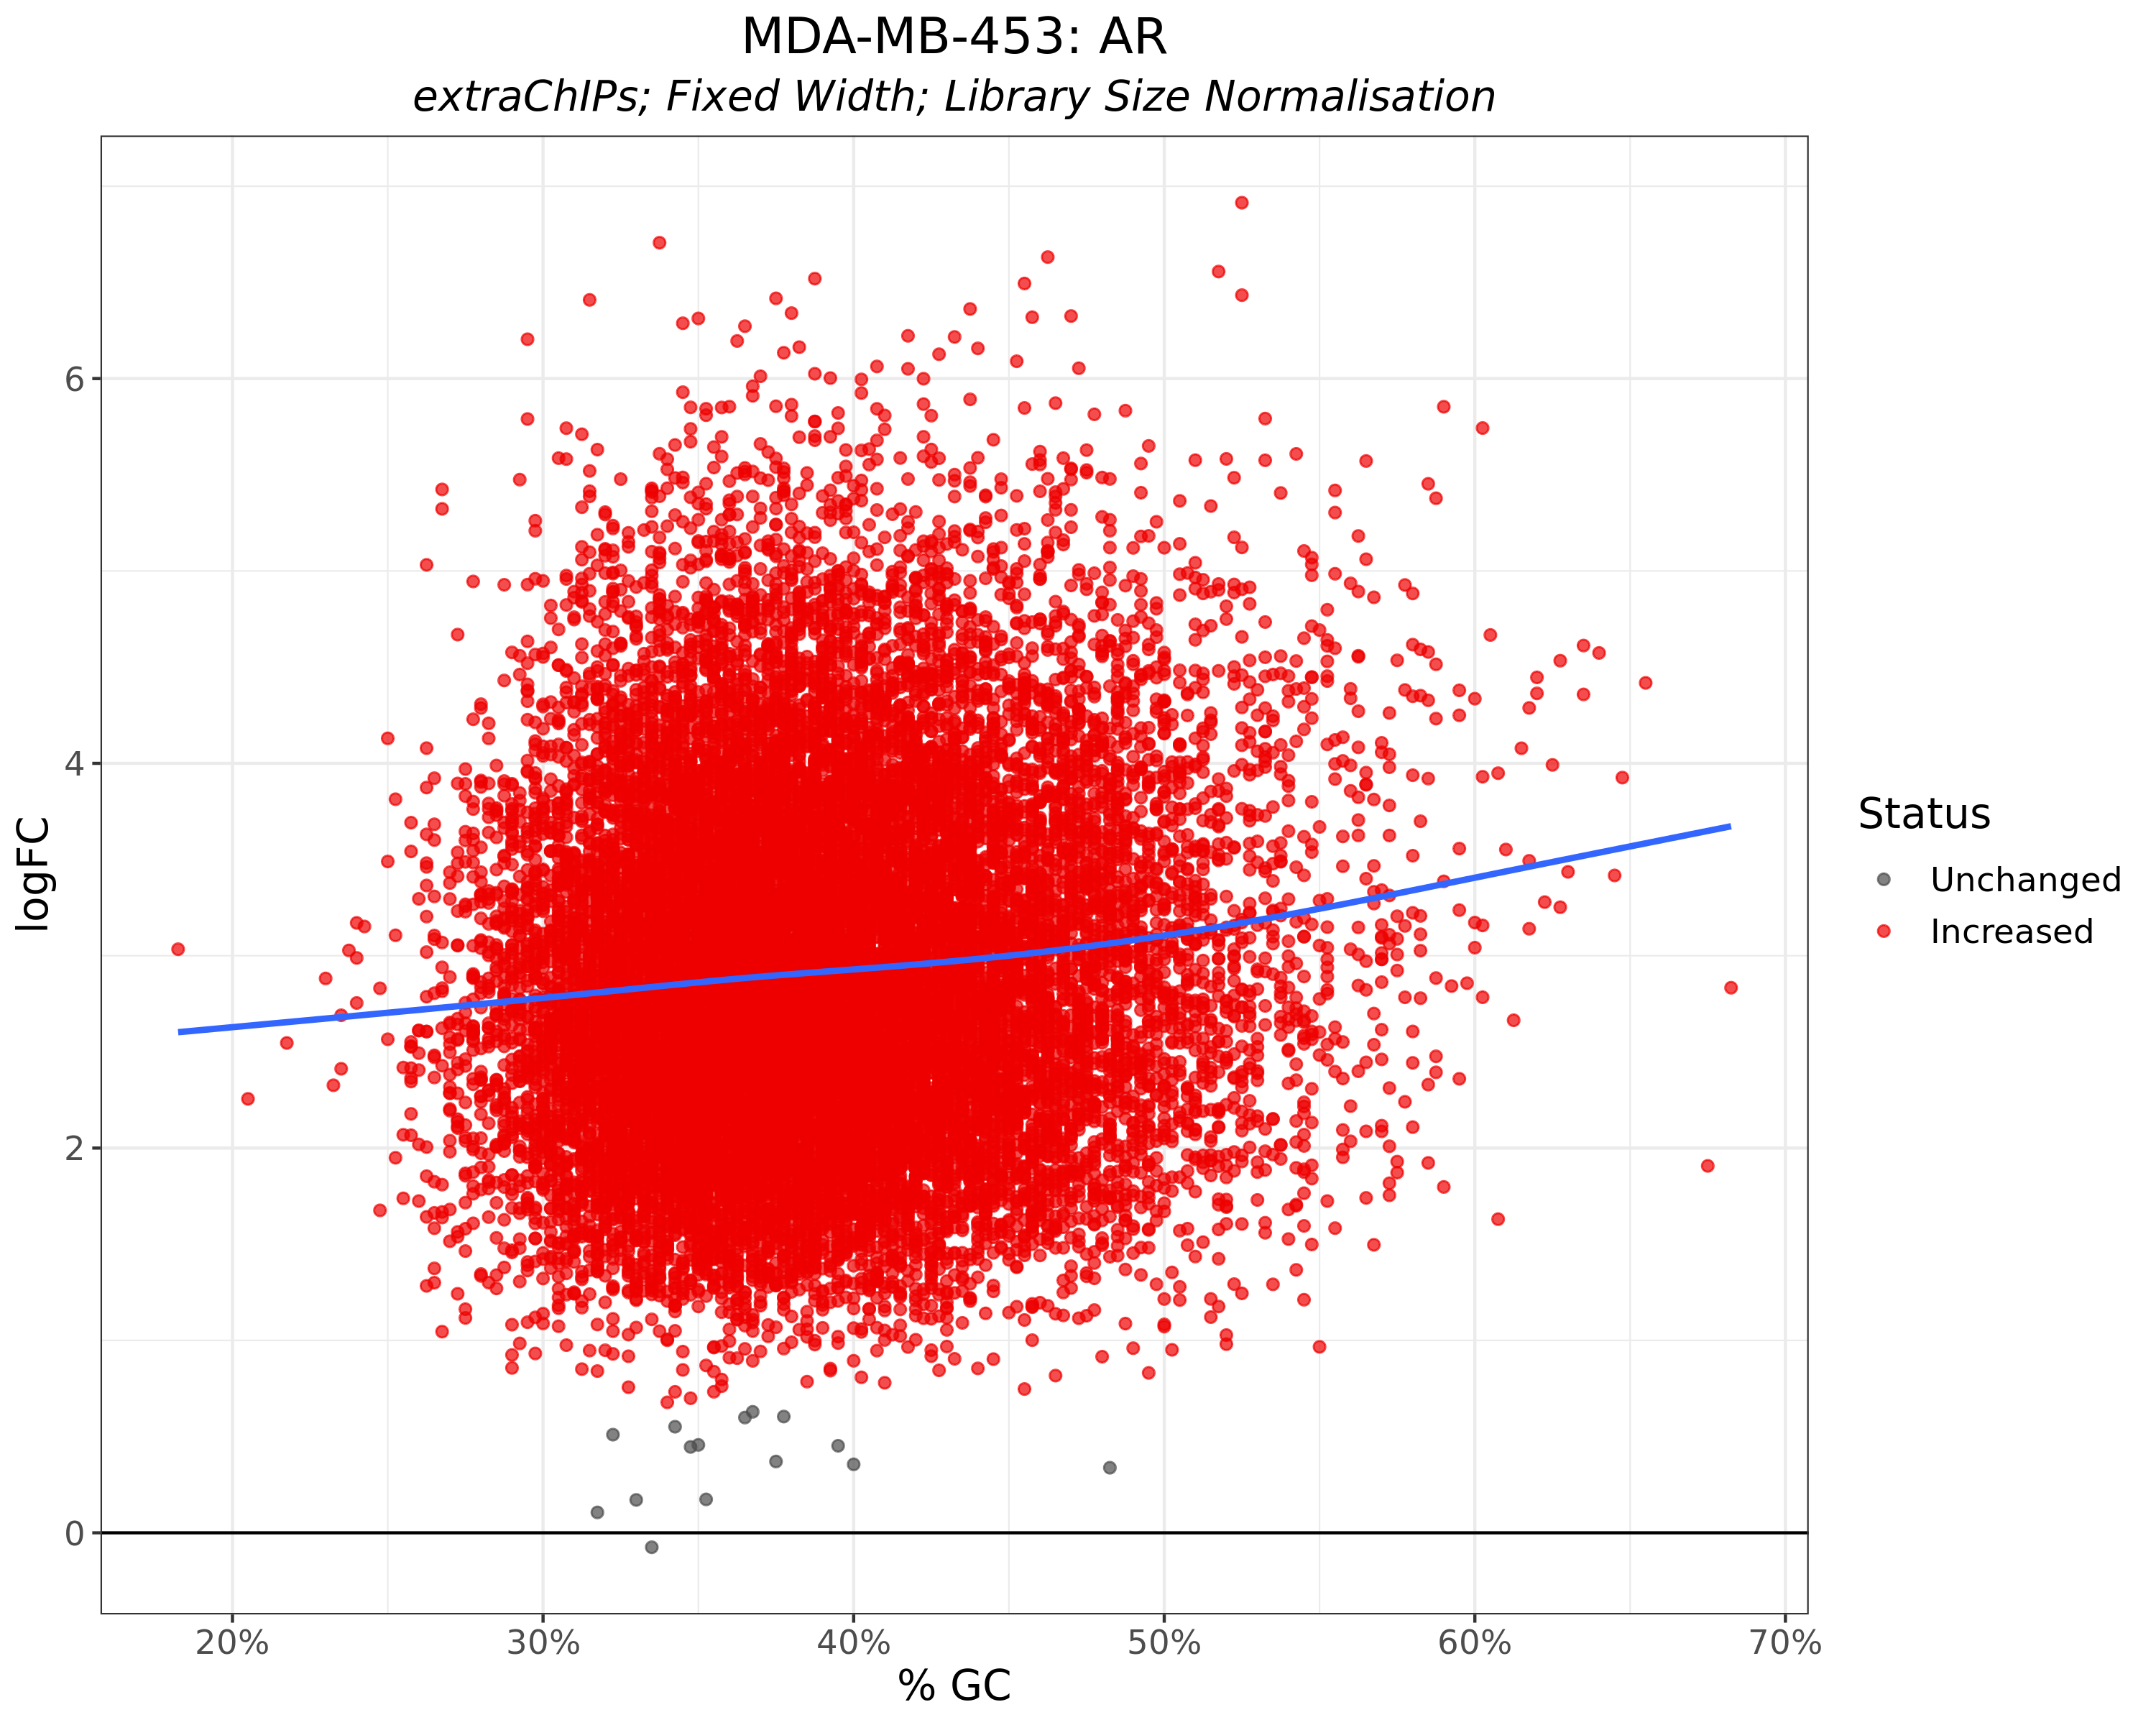 MDA-MB-453: AR
extraChIPs; Fixed Width; Library Size Normalisation
logFC
6
4
2
0
20% 30% 40% 50% 60% 70%
% GC
Status
Unchanged
Increased